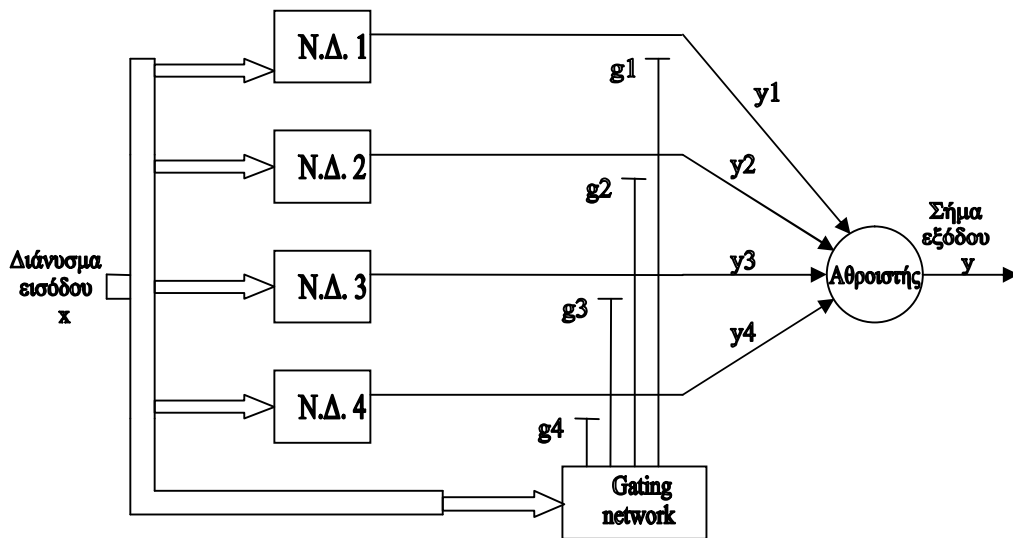 Ν.Δ. 1
g1
y1
Ν.Δ. 2
y2
g2
Σήμα
εξόδου
y
Διάνυσμα
εισόδου
x
Ν.Δ. 3
y3
Αθροιστής
g3
y4
Ν.Δ. 4
g4
Gating
network